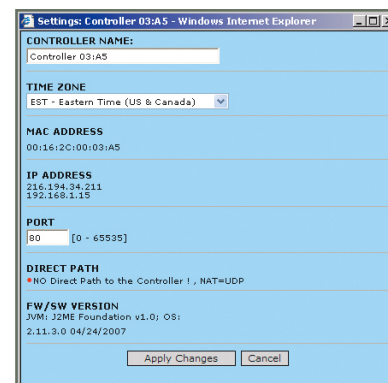 Settings: Controller 03:A5 - Windows Internet Explorer
CONTROLLER NAME:
Controller 03:A5
TIME ZONE
EST - Eastern Time (US & Canada)
MAC ADDRESS
00:16:2C:00:03:A5
IP ADDRESS
216.194.34.211
192.168.1.15
PORT
80 [0 - 65535]
DIRECT PATH
*NO Direct Path to the Controller ! , NAT=UDP
FW/SW VERSION
JVM: J2ME Foundation v1.0; OS:
2.11.3.0 04/24/2007
Apply Changes Cancel